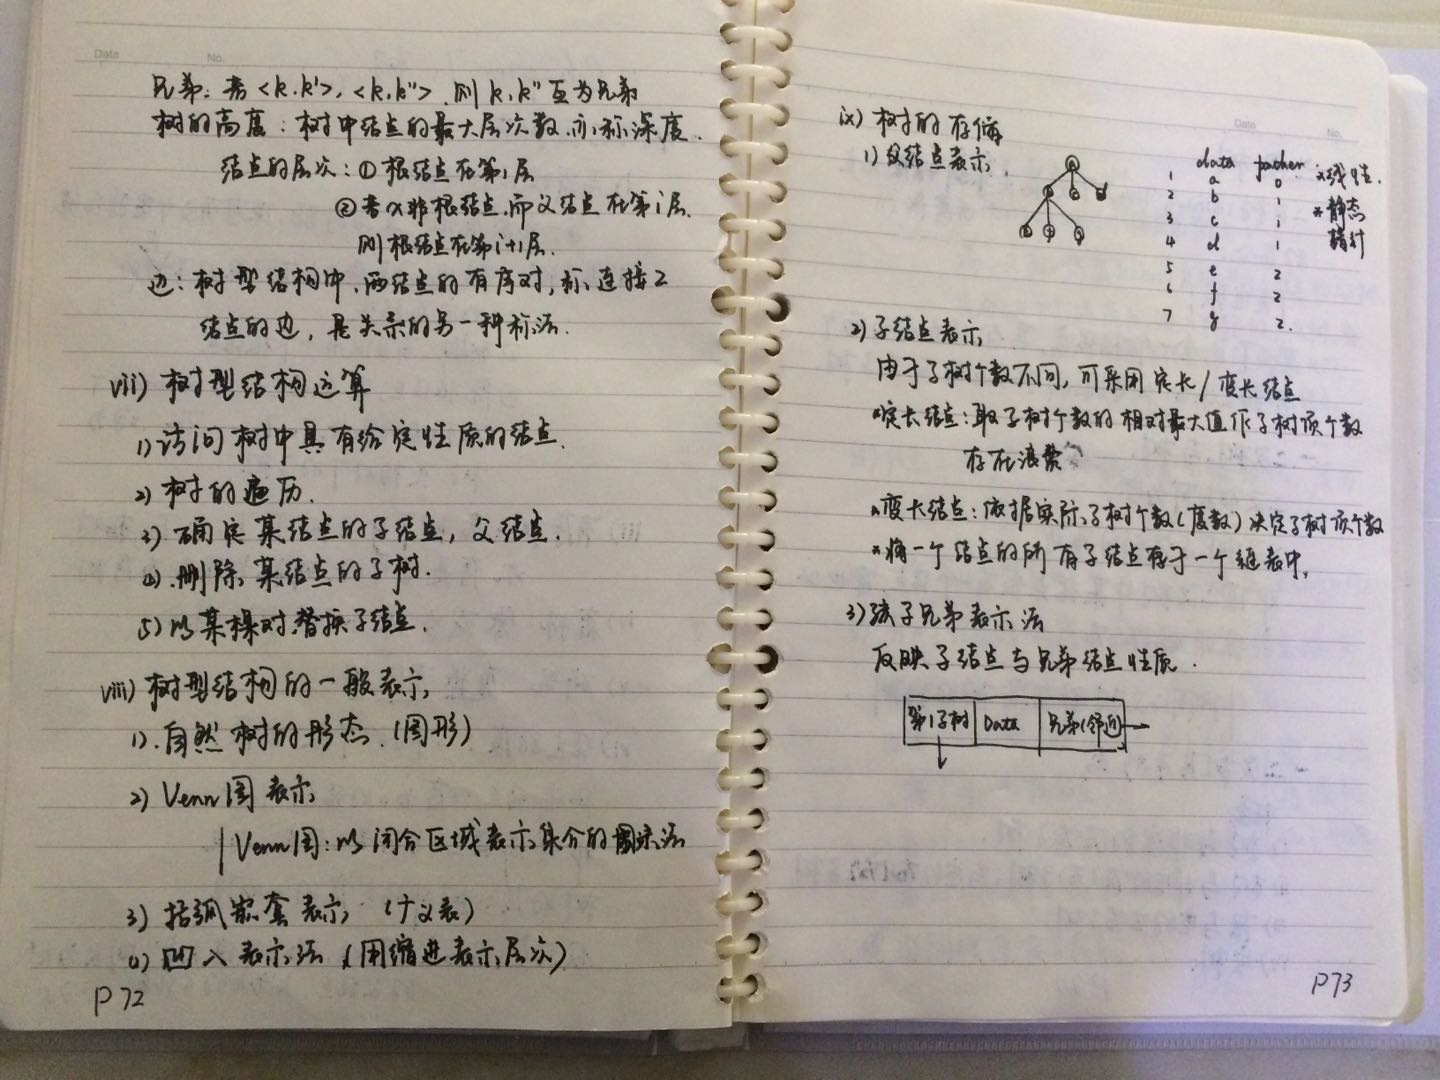 Date No.
兄弟: 若<k,k'>, <k,k''>. 则 k,k'' 互为兄弟
树的高度: 树中结点的最大层次数,亦称深度.
结点的层次: ①根结点在第1层
②若x非根结点,而父结点在第i层.
则根结点在第i+1层.
边: 树型结构中,两结点的有序对,称连接2
结点的边, 是关系的另一种称法.
vii) 树型结构运算
1) 访问树中具有给定性质的结点.
2) 树的遍历.
3) 确定某结点的子结点, 父结点.
4) 删除某结点的子树.
5) 以某棵树替换子结点.
viii) 树型结构的一般表示
1). 自然树的形态. (图形)
2) Venn图表示
Venn图: 以闭合区域表示集合的图示法
3) 括弧嵌套表示 (广义表)
4) 凹入表示法 (用缩进表示层次)
P72
Date No.
ix) 树的存储
1) 父结点表示.
data father
1 a 0
2 b 1
3 c 1
4 d 1
5 e 2
6 f 2
7 g 2.
*线性.
*静态
指针
2) 子结点表示
由于子树个数不同, 可采用定长/变长结点
*定长结点: 取子树个数的相对最大值作子树项个数
存在浪费
*变长结点: 依据实际子树个数(度数)决定子树项个数
*将一个结点的所有子结点存于一个链表中.
3) 孩子兄弟表示法
反映子结点与兄弟结点性质.
第1子树 Data 兄弟(邻近)
P73